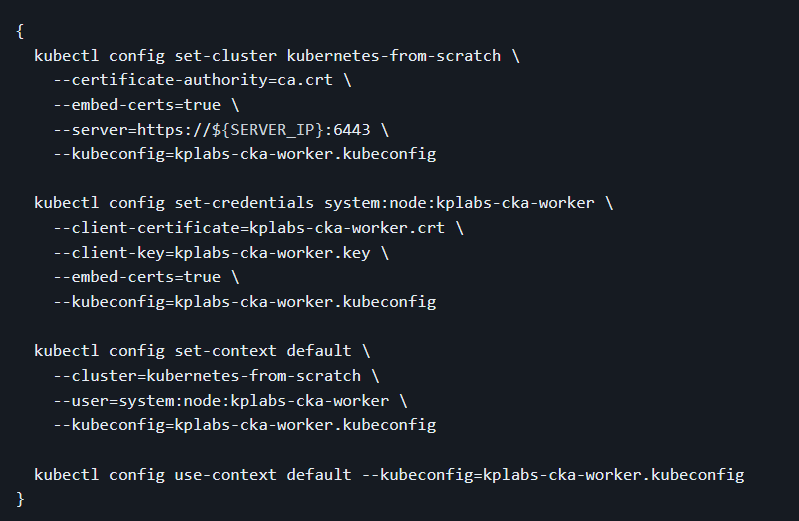 {
  kubectl config set-cluster kubernetes-from-scratch \
    --certificate-authority=ca.crt \
    --embed-certs=true \
    --server=https://${SERVER_IP}:6443 \
    --kubeconfig=kplabs-cka-worker.kubeconfig

  kubectl config set-credentials system:node:kplabs-cka-worker \
    --client-certificate=kplabs-cka-worker.crt \
    --client-key=kplabs-cka-worker.key \
    --embed-certs=true \
    --kubeconfig=kplabs-cka-worker.kubeconfig

  kubectl config set-context default \
    --cluster=kubernetes-from-scratch \
    --user=system:node:kplabs-cka-worker \
    --kubeconfig=kplabs-cka-worker.kubeconfig

  kubectl config use-context default --kubeconfig=kplabs-cka-worker.kubeconfig
}